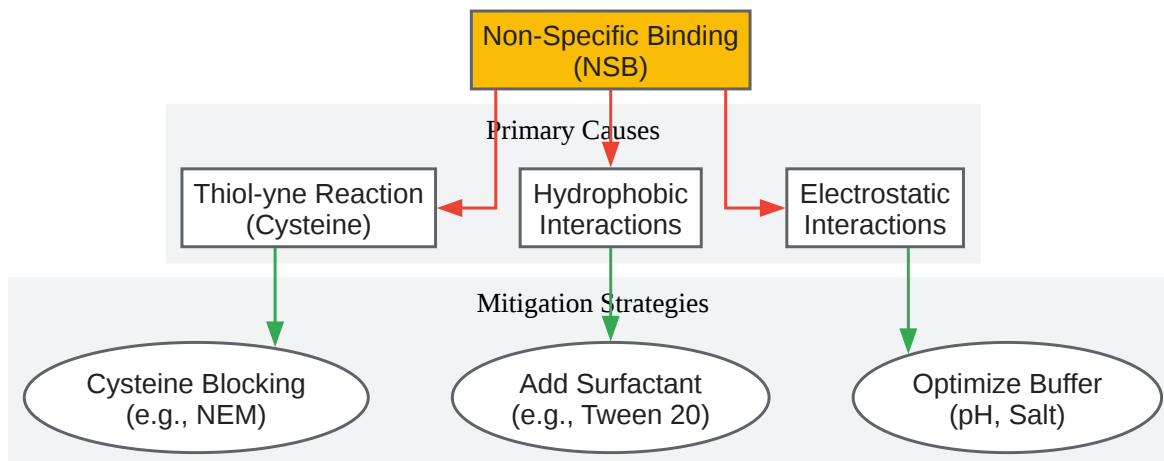 Non-Specific Binding
(NSB)
Primary Causes
Thiol-yne Reaction
(Cysteine)
Hydrophobic
Interactions
Electrostatic
Interactions
Mitigation Strategies
Cysteine Blocking
(e.g., NEM)
Add Surfactant
(e.g., Tween 20)
Optimize Buffer
(pH, Salt)